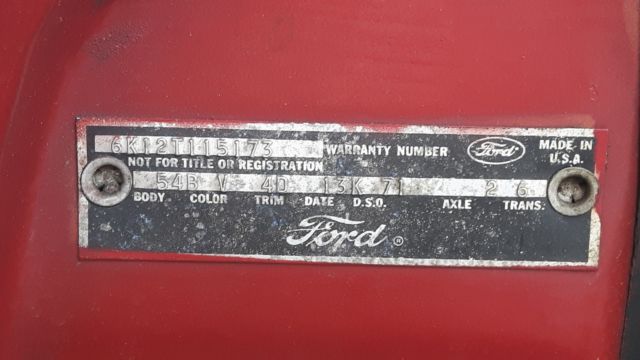 6K12T115173 WARRANTY NUMBER Ford MADE IN U.S.A.
NOT FOR TITLE OR REGISTRATION
54B V 4D 13K 71 2 6
BODY COLOR TRIM DATE D.S.O. AXLE TRANS.
Ford ®